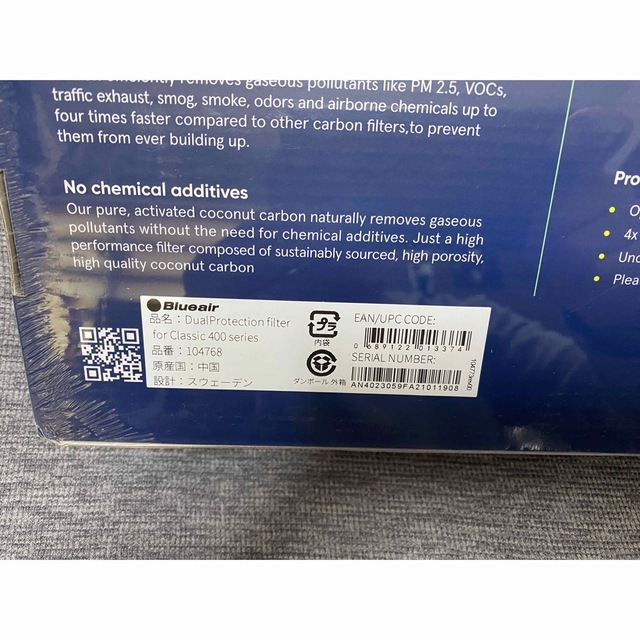 efficiently removes gaseous pollutants like PM 2.5, VOCs,
traffic exhaust, smog, smoke, odors and airborne chemicals up to
four times faster compared to other carbon filters,to prevent
them from ever building up.
No chemical additives
Our pure, activated coconut carbon naturally removes gaseous
pollutants without the need for chemical additives. Just a high
performance filter composed of sustainably sourced, high porosity,
high quality coconut carbon
Pro
O
4x
Unc
Plea
Blueair
品名：DualProtection filter
for Classic 400 series
品番：104768
原産国：中国
設計：スウェーデン
プラ
内袋
ダンボール 外箱
EAN/UPC CODE:
0 689122 013374
SERIAL NUMBER:
AN4023059FA21011908